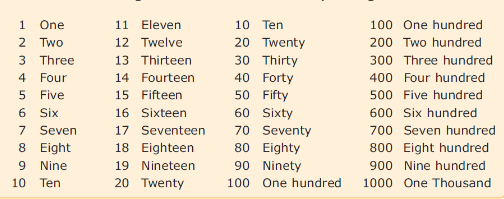 1 One 11 Eleven 10 Ten 100 One hundred
2 Two 12 Twelve 20 Twenty 200 Two hundred
3 Three 13 Thirteen 30 Thirty 300 Three hundred
4 Four 14 Fourteen 40 Forty 400 Four hundred
5 Five 15 Fifteen 50 Fifty 500 Five hundred
6 Six 16 Sixteen 60 Sixty 600 Six hundred
7 Seven 17 Seventeen 70 Seventy 700 Seven hundred
8 Eight 18 Eighteen 80 Eighty 800 Eight hundred
9 Nine 19 Nineteen 90 Ninety 900 Nine hundred
10 Ten 20 Twenty 100 One hundred 1000 One Thousand